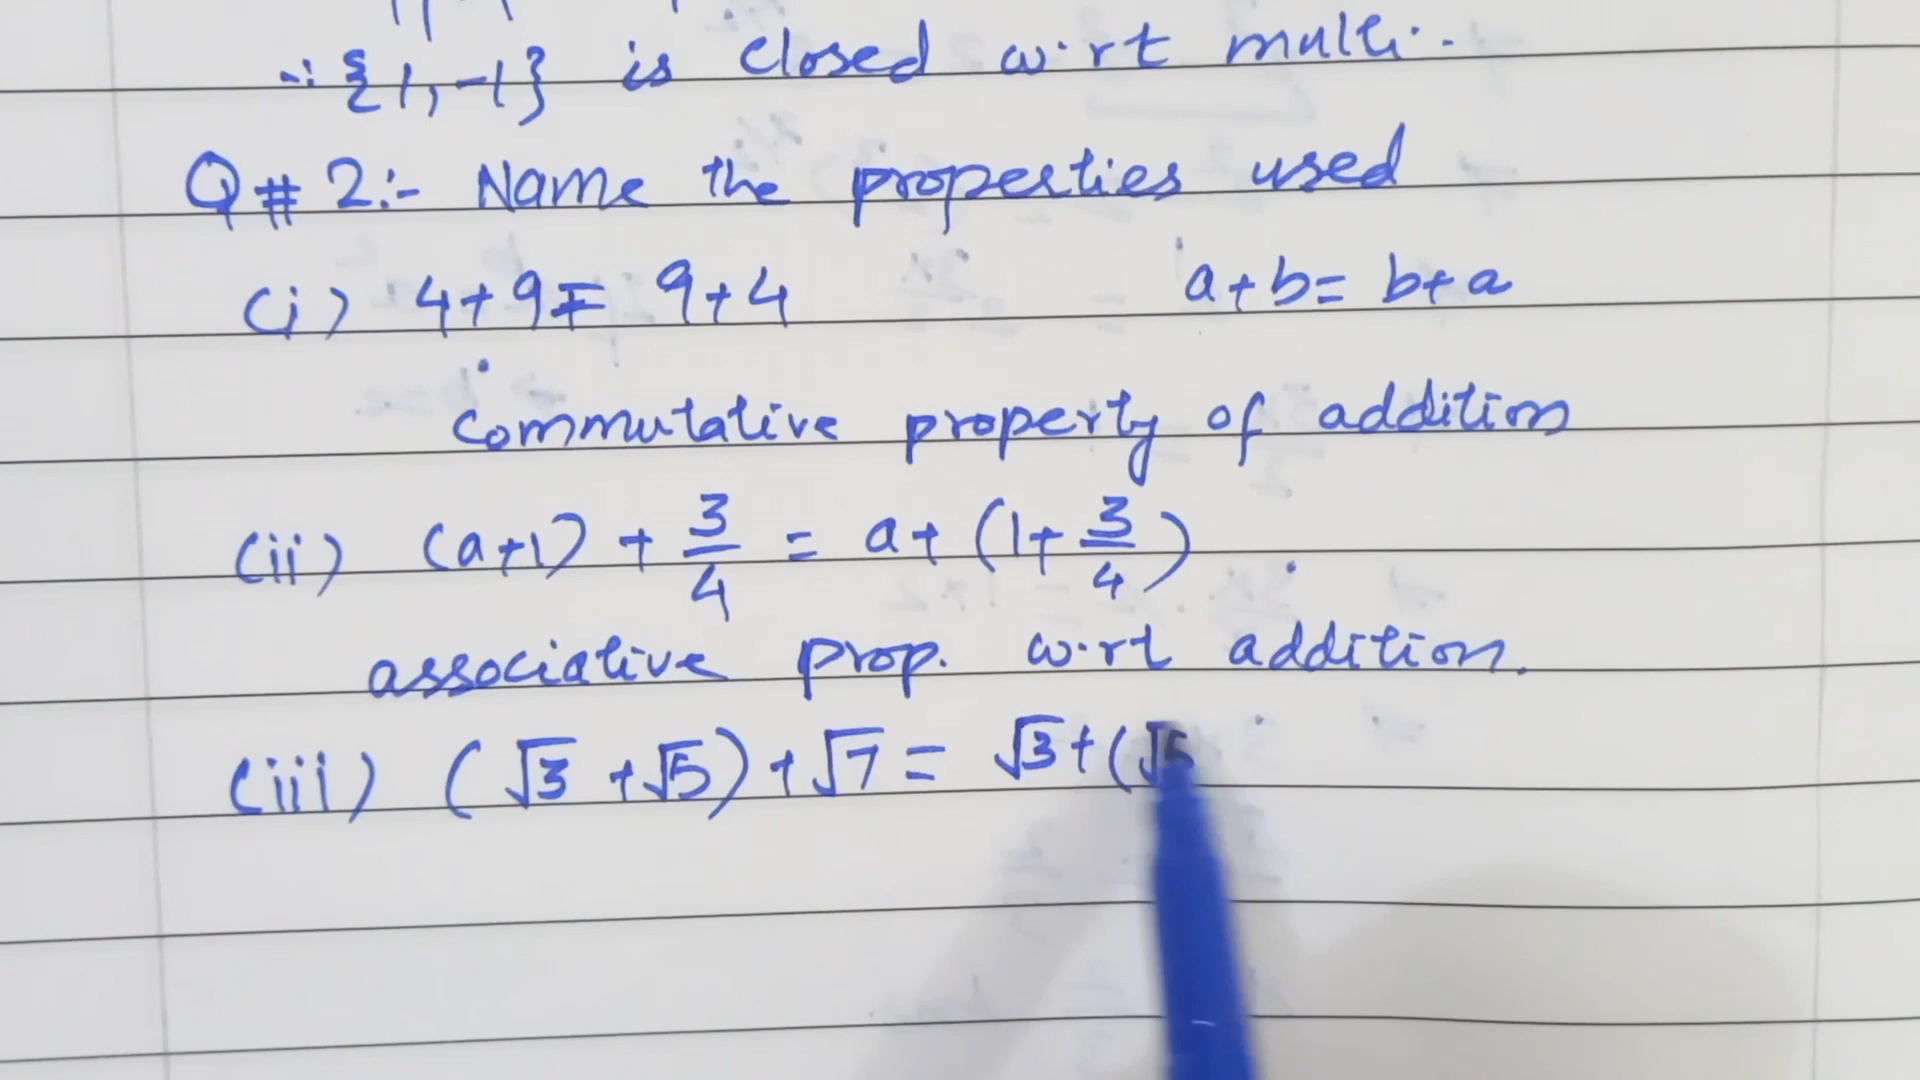 ∴ {1, -1} is closed w.r.t multi.
Q # 2:- Name the properties used
(i) 4+9 = 9+4 a+b = b+a
commutative property of addition
(ii) (a+1) + 3/4 = a + (1 + 3/4)
associative prop. w.r.t addition.
(iii) (√3 + √5) + √7 = √3 + (√5